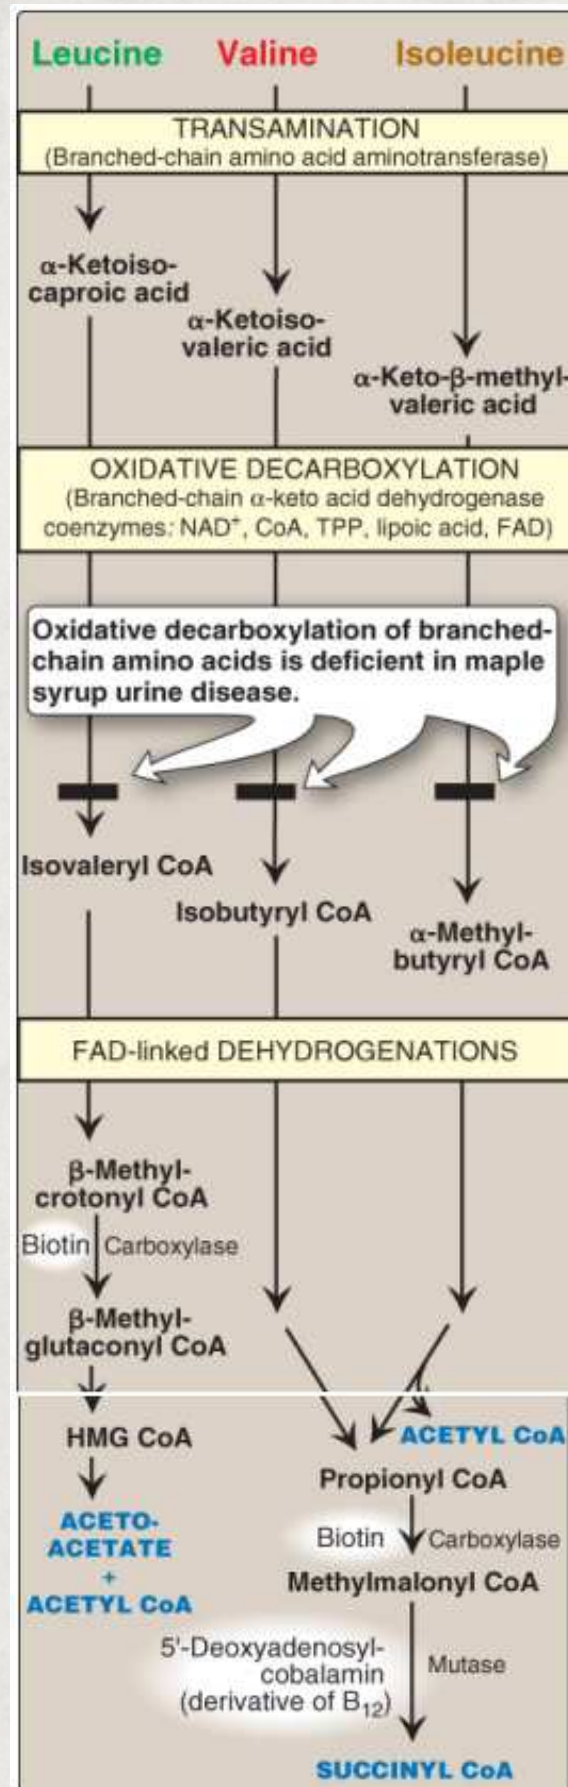 Leucine Valine Isoleucine
TRANSAMINATION
(Branched-chain amino acid aminotransferase)
α-Ketoiso-
caproic acid
α-Ketoiso-
valeric acid
α-Keto-β-methyl-
valeric acid
OXIDATIVE DECARBOXYLATION
(Branched-chain α-keto acid dehydrogenase
coenzymes: NAD⁺, CoA, TPP, lipoic acid, FAD)
Oxidative decarboxylation of branched-
chain amino acids is deficient in maple
syrup urine disease.
Isovaleryl CoA
Isobutyryl CoA
α-Methyl-
butyryl CoA
FAD-linked DEHYDROGENATIONS
β-Methyl-
crotonyl CoA
Biotin Carboxylase
β-Methyl-
glutaconyl CoA
HMG CoA
ACETO-
ACETATE
+
ACETYL CoA
ACETYL CoA
Propionyl CoA
Biotin Carboxylase
Methylmalonyl CoA
5'-Deoxyadenosyl-
cobalamin
(derivative of B₁₂)
Mutase
SUCCINYL CoA